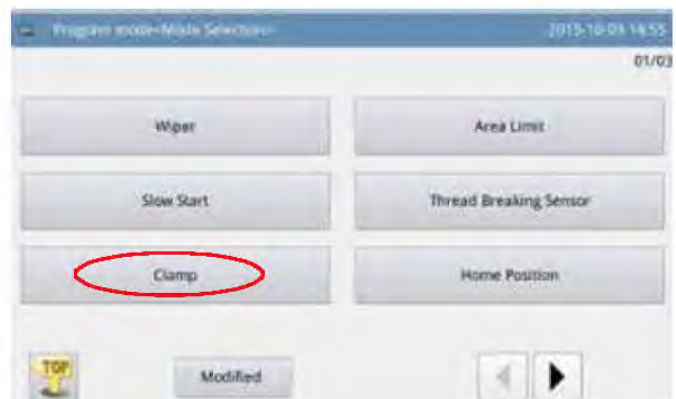 Program mode<Mode Selection> 2015-10-03 14:55
01/03
Wiper Area Limit
Slow Start Thread Breaking Sensor
Clamp Home Position
TOP Modified